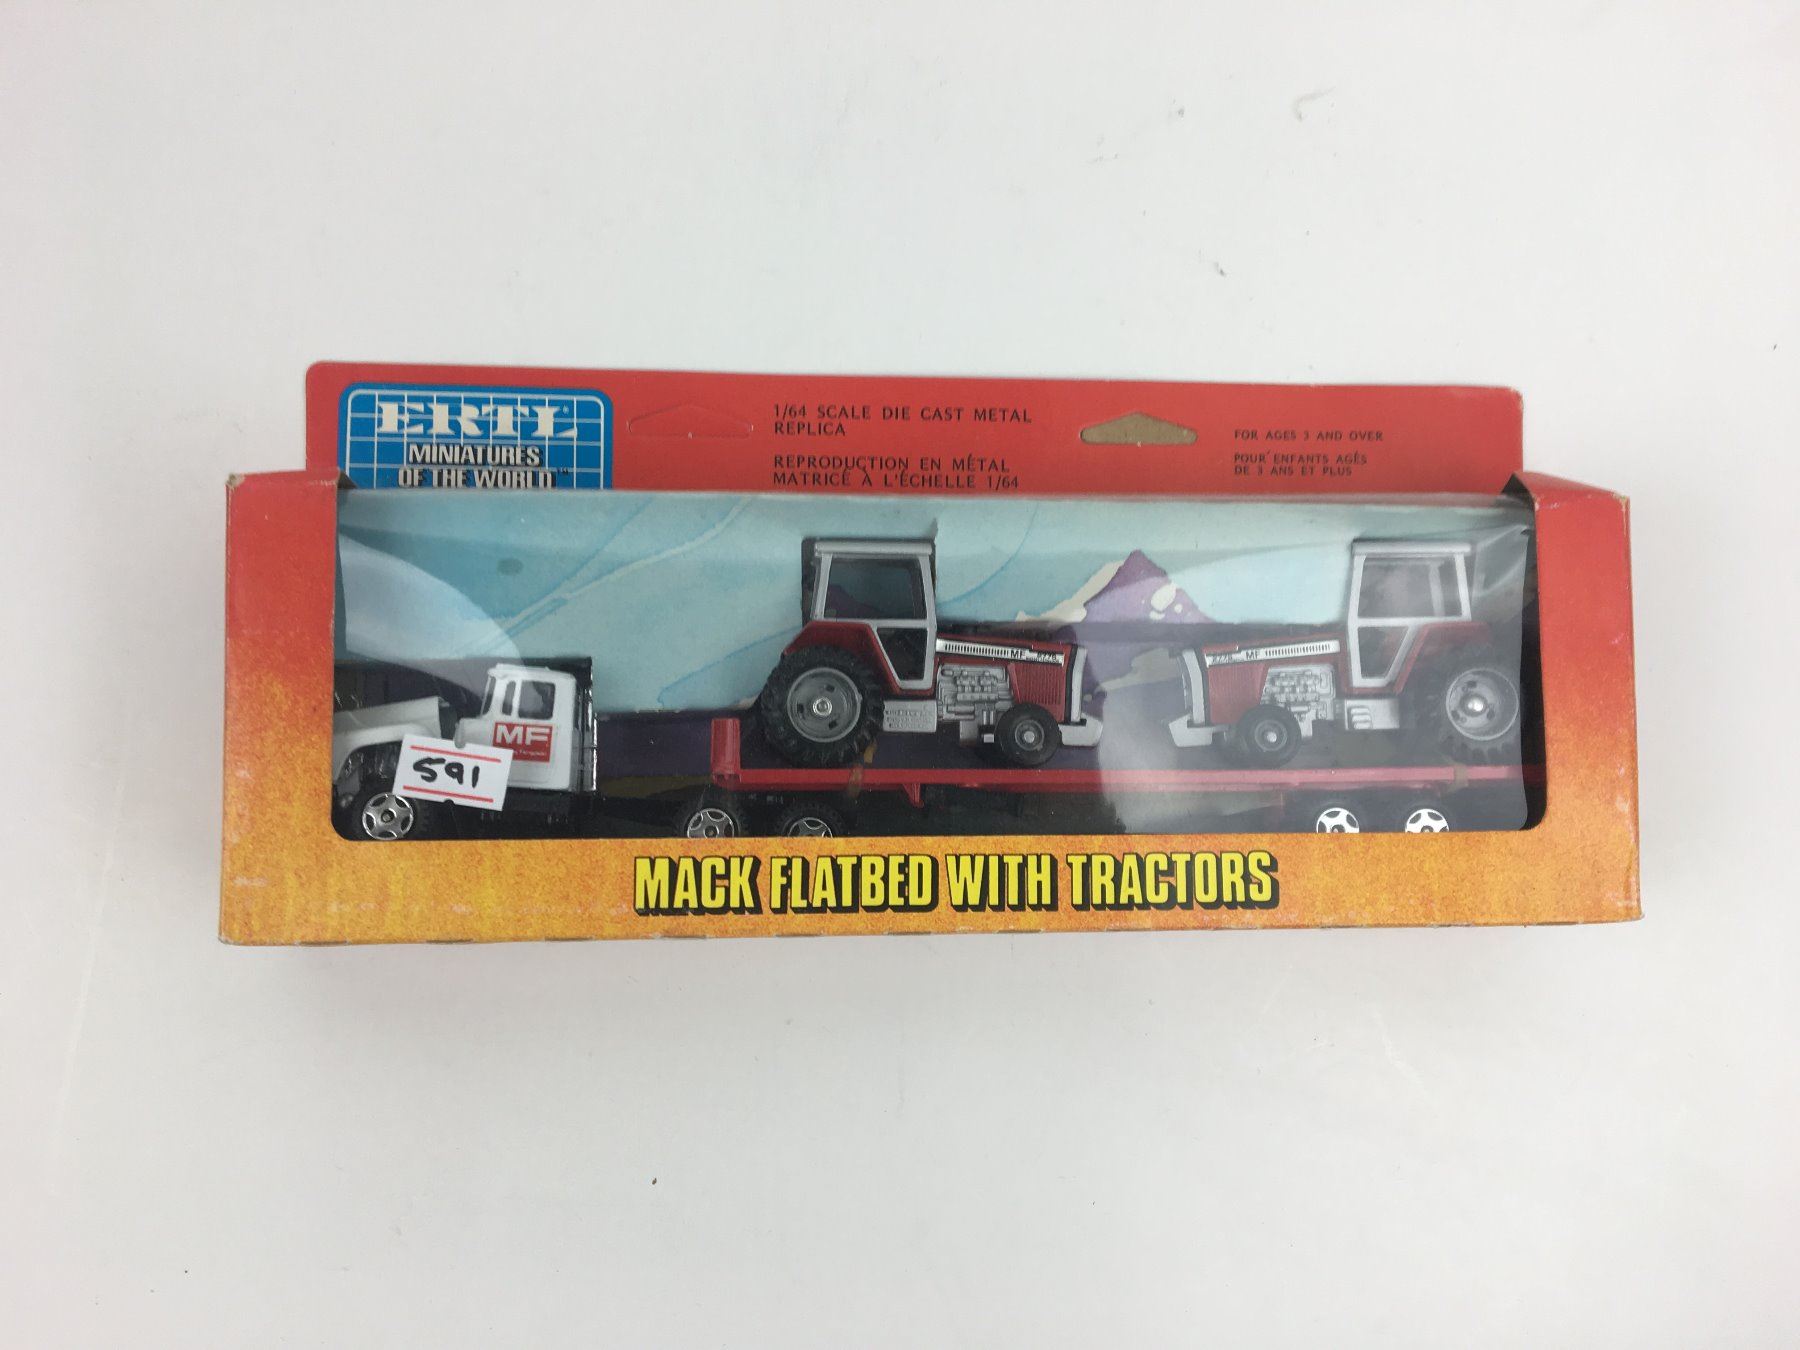 ERTL®
MINIATURES
OF THE WORLD™
1/64 SCALE DIE CAST METAL
REPLICA
REPRODUCTION EN MÉTAL
MATRICÉ À L'ÉCHELLE 1/64
FOR AGES 3 AND OVER
POUR ENFANTS AGÉS
DE 3 ANS ET PLUS
MF
591
MF
MF
MACK FLATBED WITH TRACTORS